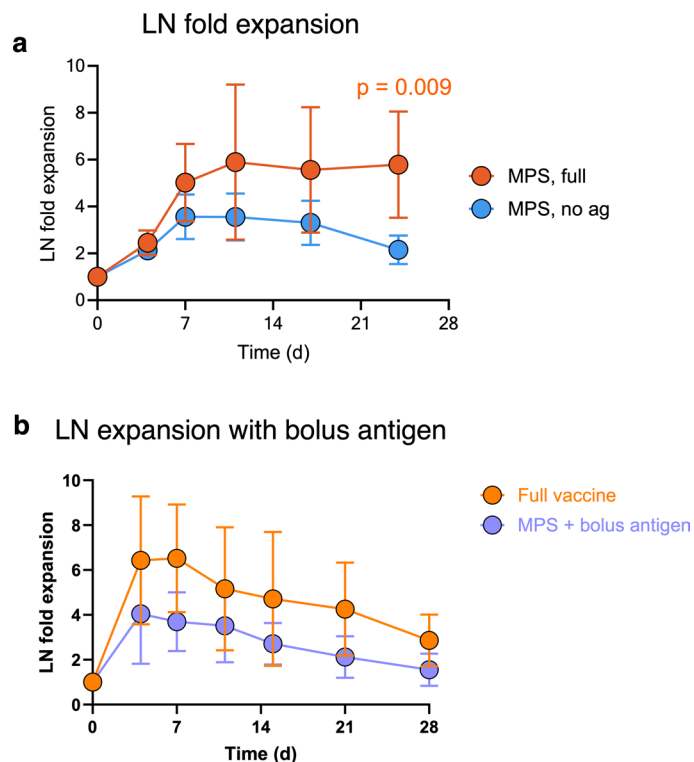 LN fold expansion
a
10
8
6
4
2
0
LN fold expansion
p = 0.009
MPS, full
MPS, no ag
0 7 14 21 28
Time (d)
b LN expansion with bolus antigen
10
8
6
4
2
0
LN fold expansion
Full vaccine
MPS + bolus antigen
0 7 14 21 28
Time (d)